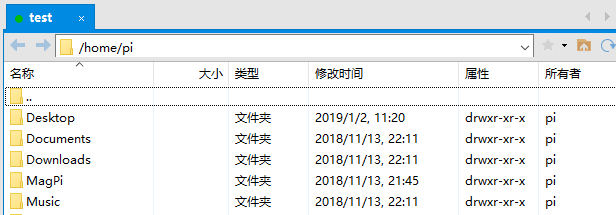 test ×
/home/pi
名称 大小 类型 修改时间 属性 所有者
..
Desktop 文件夹 2019/1/2, 11:20 drwxr-xr-x pi
Documents 文件夹 2018/11/13, 22:11 drwxr-xr-x pi
Downloads 文件夹 2018/11/13, 22:11 drwxr-xr-x pi
MagPi 文件夹 2018/11/13, 21:45 drwxr-xr-x pi
Music 文件夹 2018/11/13, 22:11 drwxr-xr-x pi